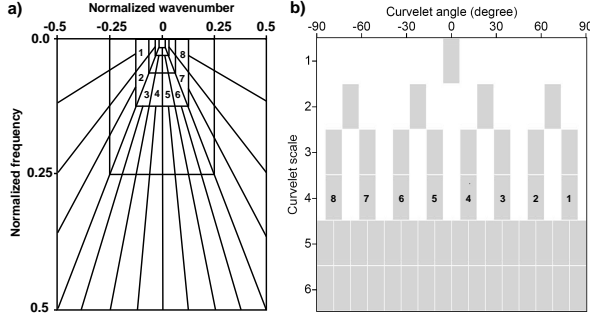 a)
Normalized wavenumber
-0.5 -0.25 0 0.25 0.5
0.0
0.25
0.5
Normalized frequency
1 8
2 7
3 4 5 6
b)
Curvelet angle (degree)
-90 -60 -30 0 30 60 90
Curvelet scale
1
2
3
4
5
6
8 7 6 5 4 3 2 1